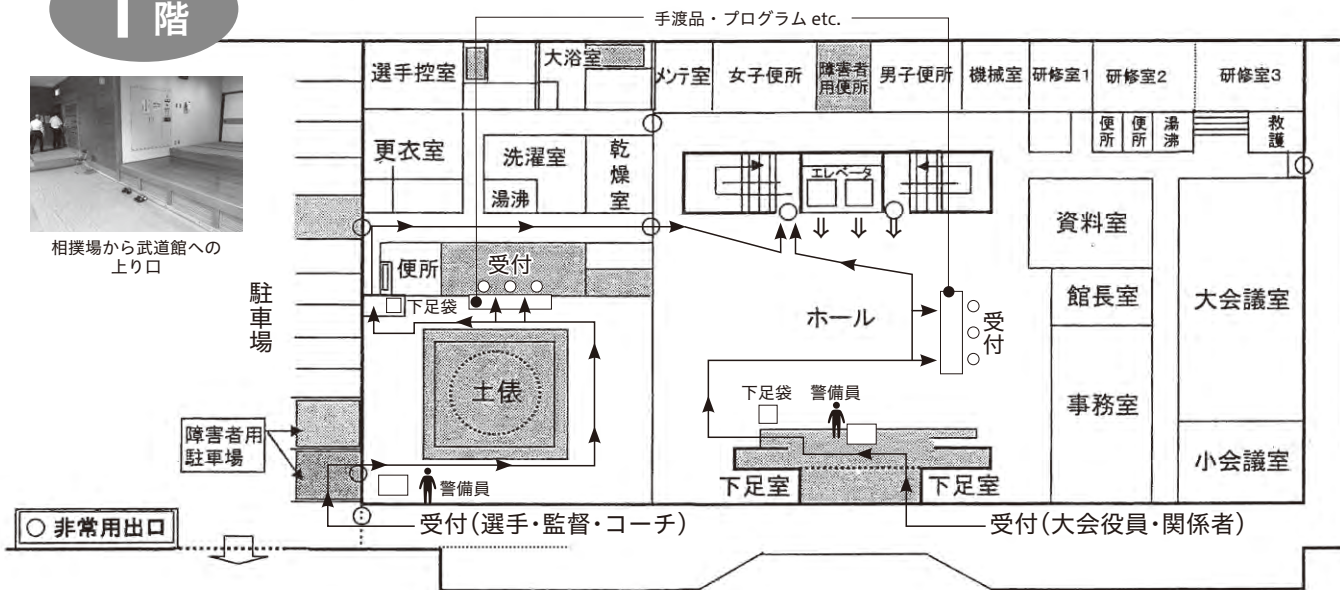 1階
手渡品・プログラム etc.
選手控室
大浴室
メンテ室
女子便所
障害者
用便所
男子便所
機械室
研修室1
研修室2
研修室3
更衣室
洗濯室
湯沸
乾燥室
エレベータ
便所
便所
湯沸
救護
相撲場から武道館への
上り口
駐車場
便所
受付
下足袋
土俵
ホール
受付
資料室
館長室
事務室
大会議室
小会議室
下足袋
警備員
障害者用
駐車場
警備員
下足室
下足室
受付(選手・監督・コーチ)
受付(大会役員・関係者)
○ 非常用出口